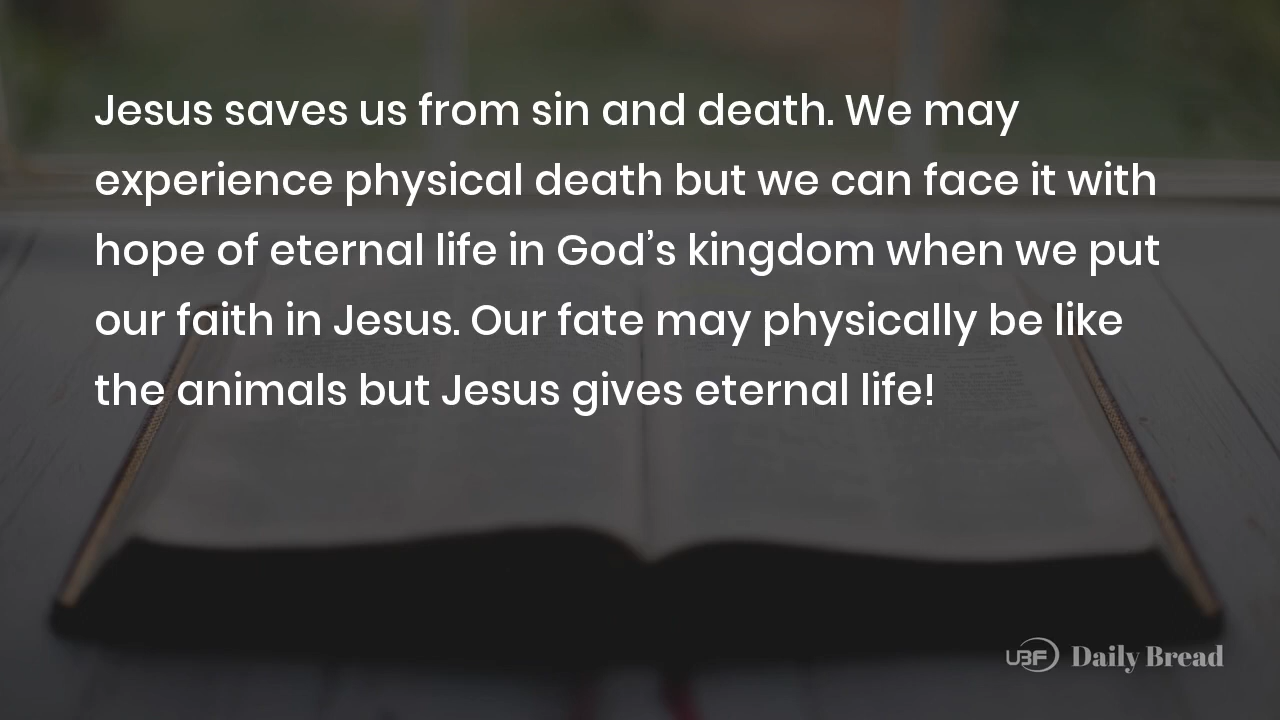 Jesus saves us from sin and death. We may
experience physical death but we can face it with
hope of eternal life in God’s kingdom when we put
our faith in Jesus. Our fate may physically be like
the animals but Jesus gives eternal life!
UBF Daily Bread